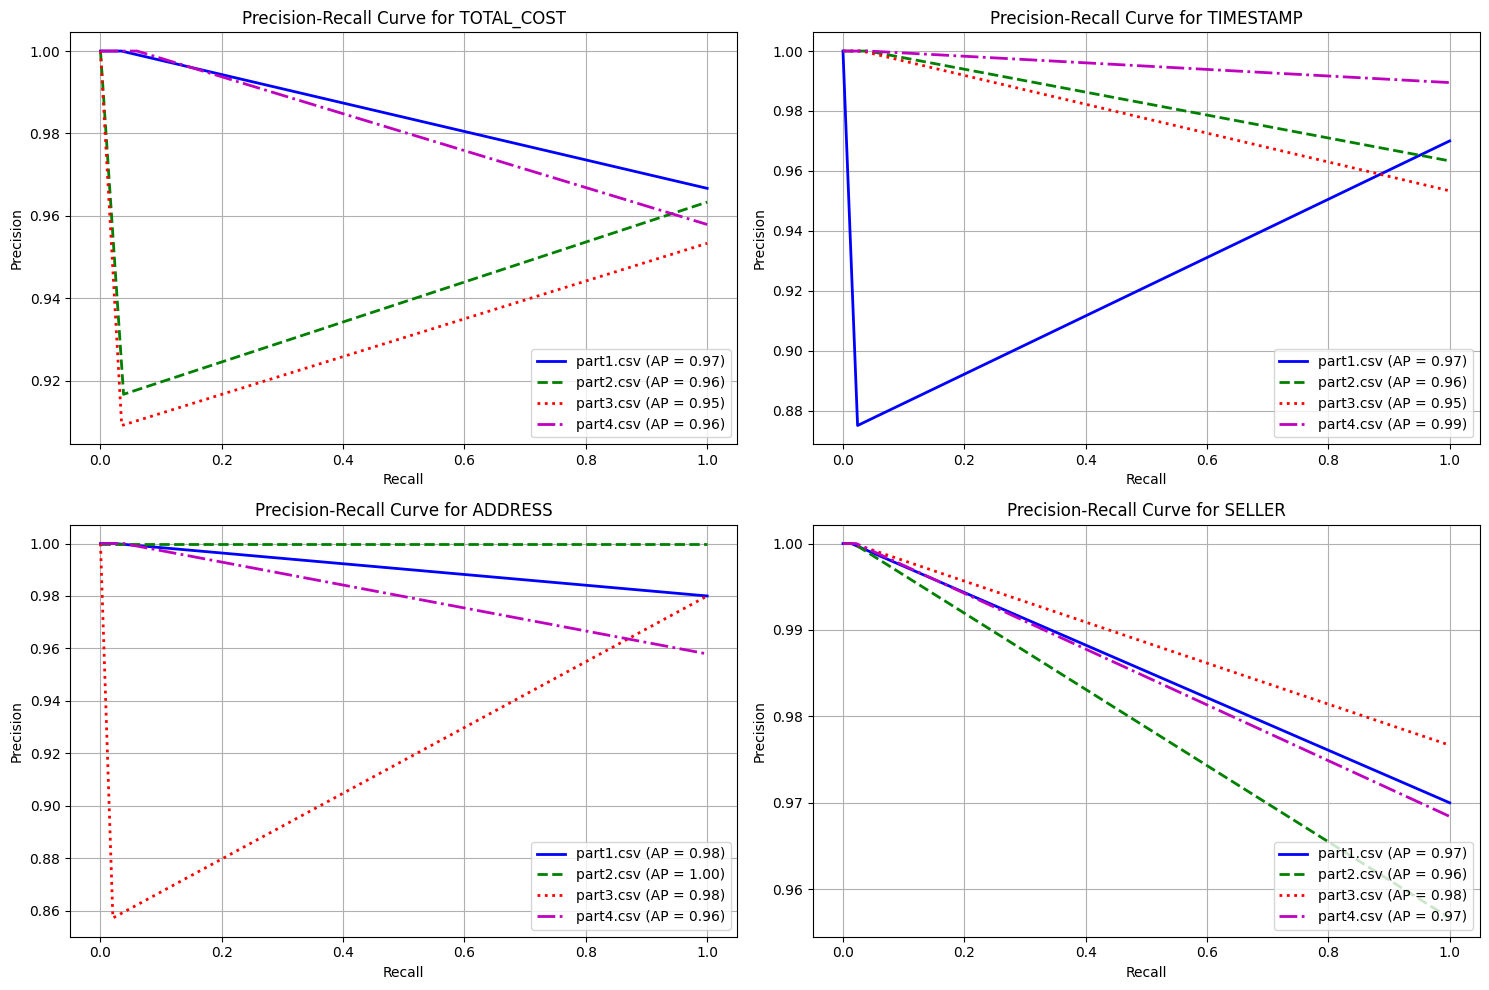 Precision-Recall Curve for TOTAL_COST
1.00
0.98
0.96
0.94
0.92
Precision
0.0 0.2 0.4 0.6 0.8 1.0
Recall
part1.csv (AP = 0.97)
part2.csv (AP = 0.96)
part3.csv (AP = 0.95)
part4.csv (AP = 0.96)
Precision-Recall Curve for TIMESTAMP
1.00
0.98
0.96
0.94
0.92
0.90
0.88
Precision
0.0 0.2 0.4 0.6 0.8 1.0
Recall
part1.csv (AP = 0.97)
part2.csv (AP = 0.96)
part3.csv (AP = 0.95)
part4.csv (AP = 0.99)
Precision-Recall Curve for ADDRESS
1.00
0.98
0.96
0.94
0.92
0.90
0.88
0.86
Precision
0.0 0.2 0.4 0.6 0.8 1.0
Recall
part1.csv (AP = 0.98)
part2.csv (AP = 1.00)
part3.csv (AP = 0.98)
part4.csv (AP = 0.96)
Precision-Recall Curve for SELLER
1.00
0.99
0.98
0.97
0.96
Precision
0.0 0.2 0.4 0.6 0.8 1.0
Recall
part1.csv (AP = 0.97)
part2.csv (AP = 0.96)
part3.csv (AP = 0.98)
part4.csv (AP = 0.97)